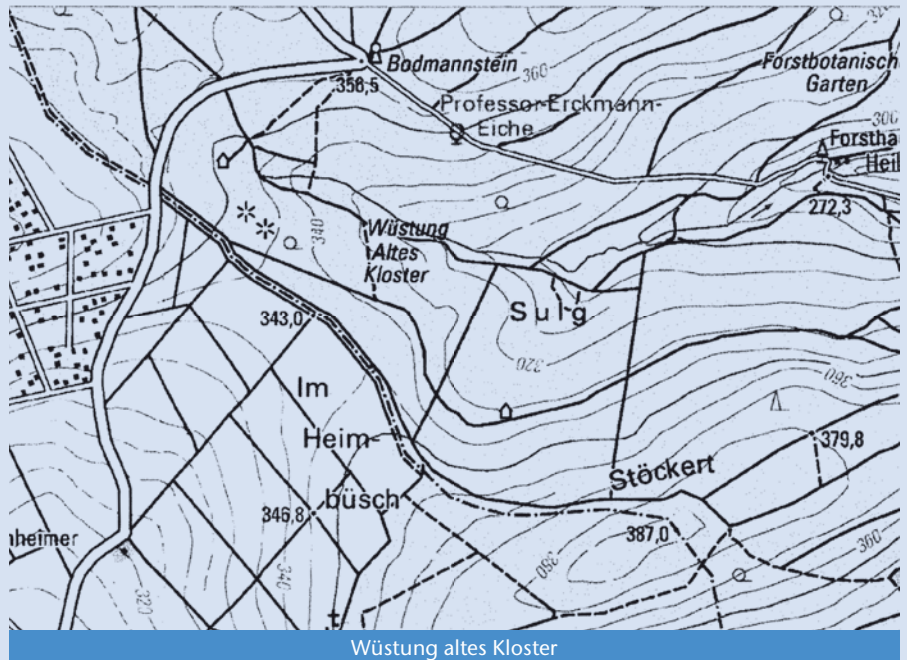 Bodmannstein
360
Forstbotanisch
Garten
358,5
Professor-Erckmann-
Eiche
300
Forstha
Heil
272,3
340
Wüstung
Altes
Kloster
Sulg
343,0
320
360
Im
Heim-
büsch
379,8
Stöckert
346,8
387,0
nheimer
360
380
340
320
Wüstung altes Kloster